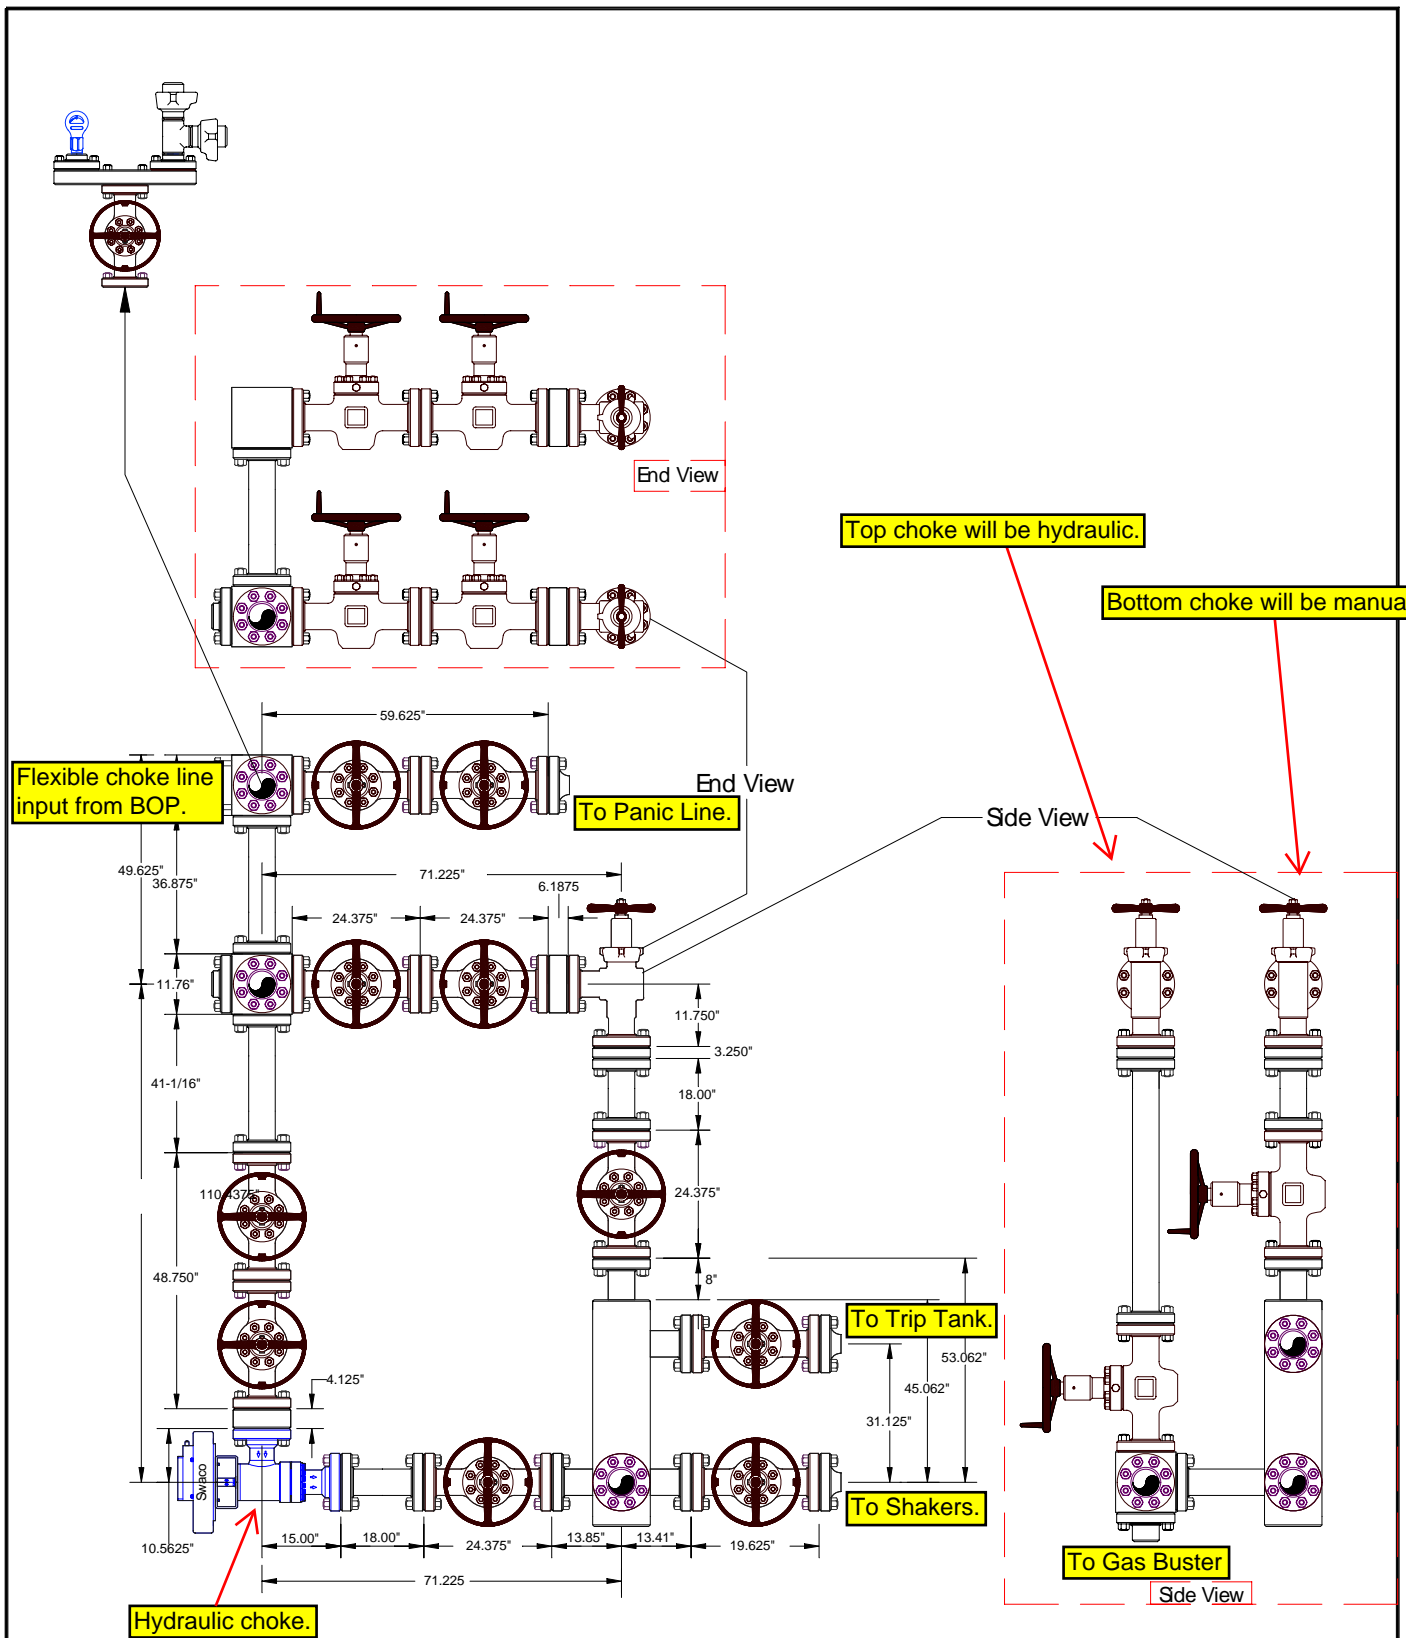 End View
Top choke will be hydraulic.
Bottom choke will be manua
59.625"
Flexible choke line
input from BOP.
End View
To Panic Line.
Side View
49.625"
36.875"
71.225"
6.1875
24.375"
24.375"
11.76"
11.750"
3.250"
41-1/16"
18.00"
110.4375"
24.375"
48.750"
8"
To Trip Tank.
53.062"
4.125"
45.062"
31.125"
Swaco
To Shakers.
10.5625"
15.00"
18.00"
24.375"
13.85"
13.41"
19.625"
To Gas Buster
71.225
Side View
Hydraulic choke.